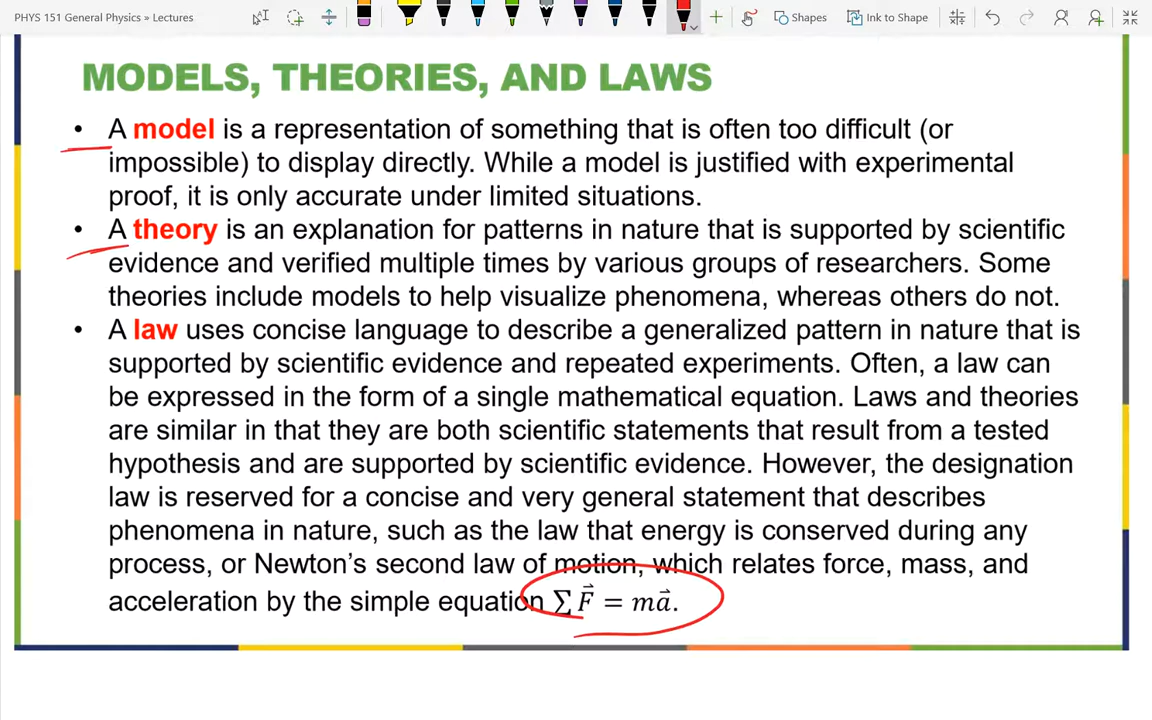 PHYS 151 General Physics » Lectures
Shapes
Ink to Shape
MODELS, THEORIES, AND LAWS
• A model is a representation of something that is often too difficult (or
impossible) to display directly. While a model is justified with experimental
proof, it is only accurate under limited situations.
• A theory is an explanation for patterns in nature that is supported by scientific
evidence and verified multiple times by various groups of researchers. Some
theories include models to help visualize phenomena, whereas others do not.
• A law uses concise language to describe a generalized pattern in nature that is
supported by scientific evidence and repeated experiments. Often, a law can
be expressed in the form of a single mathematical equation. Laws and theories
are similar in that they are both scientific statements that result from a tested
hypothesis and are supported by scientific evidence. However, the designation
law is reserved for a concise and very general statement that describes
phenomena in nature, such as the law that energy is conserved during any
process, or Newton’s second law of motion, which relates force, mass, and
acceleration by the simple equation ∑ F⃗ = ma⃗.